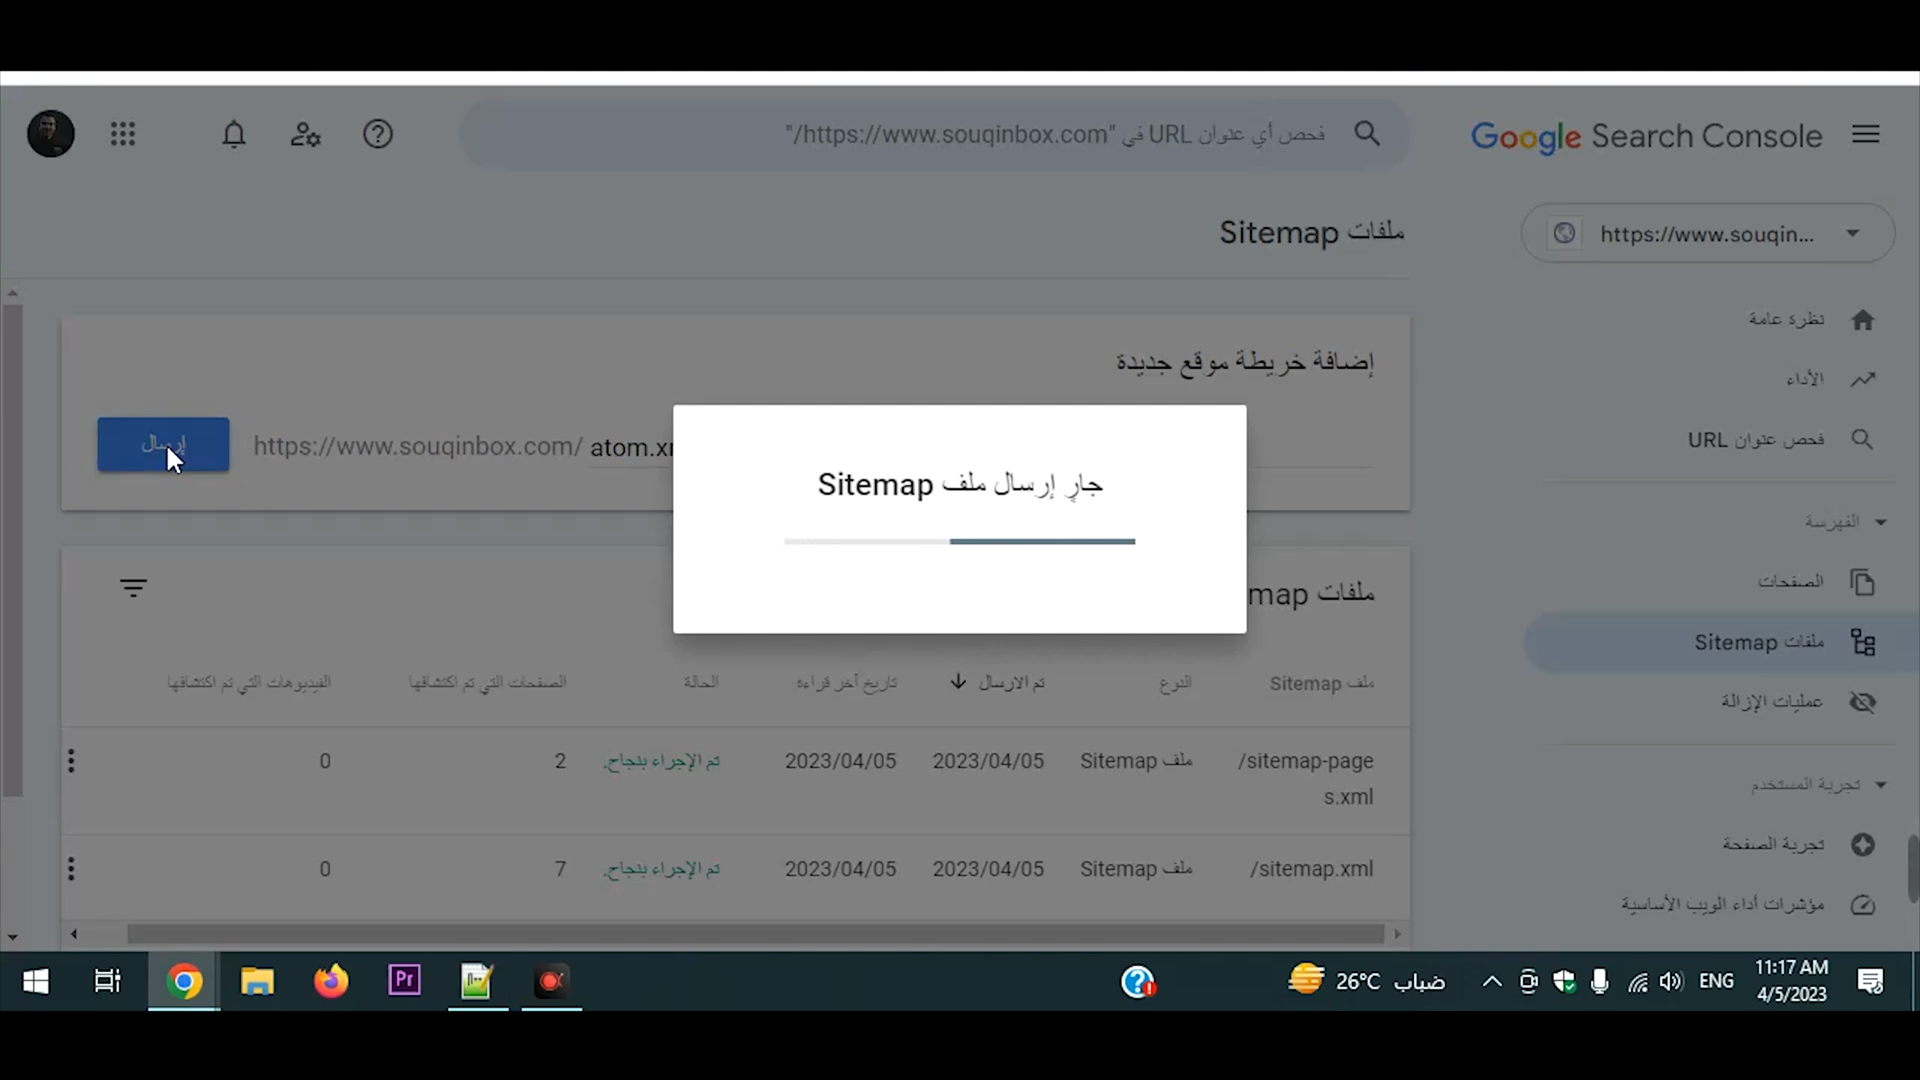 Google Search Console
فحص أي عنوان URL في "https://www.souqinbox.com/"
https://www.souqin...
ملفات Sitemap
نظرة عامة
الأداء
فحص عنوان URL
الفهرسة
الصفحات
ملفات Sitemap
عمليات الإزالة
تجربة المستخدم
تجربة الصفحة
مؤشرات أداء الويب الأساسية
إضافة خريطة موقع جديدة
https://www.souqinbox.com/ atom.x
إرسال
جارٍ إرسال ملف Sitemap
ملفات map
ملف Sitemap
النوع
تم الارسال
تاريخ آخر قراءة
الحالة
الصفحات التي تم اكتشافها
الفيديوهات التي تم اكتشافها
/sitemap-page
s.xml
ملف Sitemap
2023/04/05
2023/04/05
تم الإجراء بنجاح.
2
0
/sitemap.xml
ملف Sitemap
2023/04/05
2023/04/05
تم الإجراء بنجاح.
7
0
Pr
26°C ضباب
ENG
11:17 AM
4/5/2023